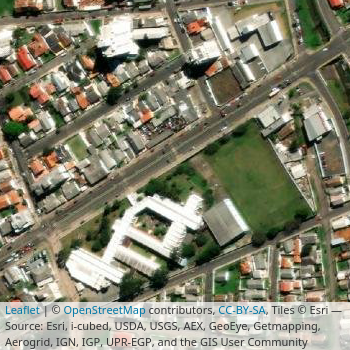 Leaflet | © OpenStreetMap contributors, CC-BY-SA, Tiles © Esri —
Source: Esri, i-cubed, USDA, USGS, AEX, GeoEye, Getmapping,
Aerogrid, IGN, IGP, UPR-EGP, and the GIS User Community